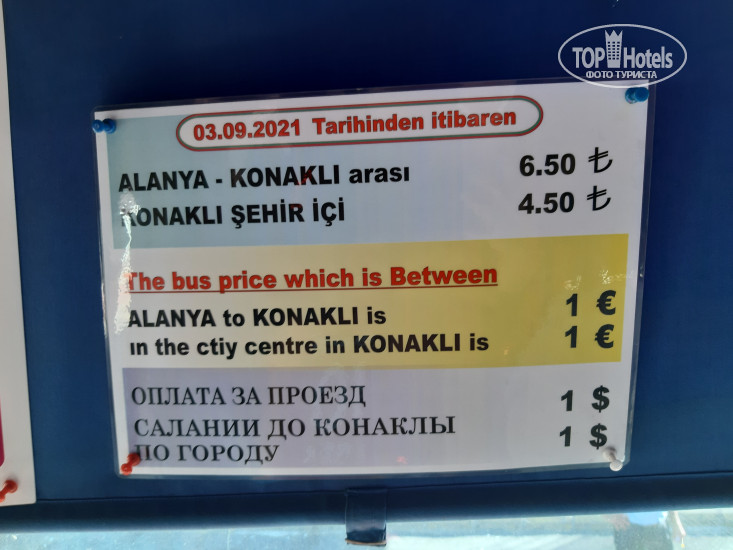 TOP Hotels
ФОТО ТУРИСТА
03.09.2021 Tarihinden itibaren
ALANYA - KONAKLI arası 6.50 ₺
KONAKLI ŞEHİR İÇİ 4.50 ₺
The bus price which is Between
ALANYA to KONAKLI is 1 €
ın the ctiy centre in KONAKLI is 1 €
ОПЛАТА ЗА ПРОЕЗД 1 $
САЛАНИИ ДО КОНАКЛЫ 1 $
ПО ГОРОДУ